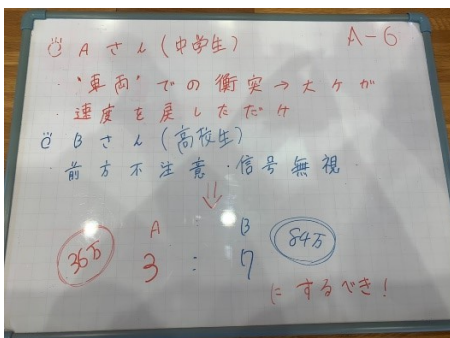 A-6
Aさん(中学生)
・"車両"での衝突→大ケガ
・速度を戻しただけ
Bさん(高校生)
・前方不注意・信号無視
A B
36万 3 : 7 84万
にするべき!